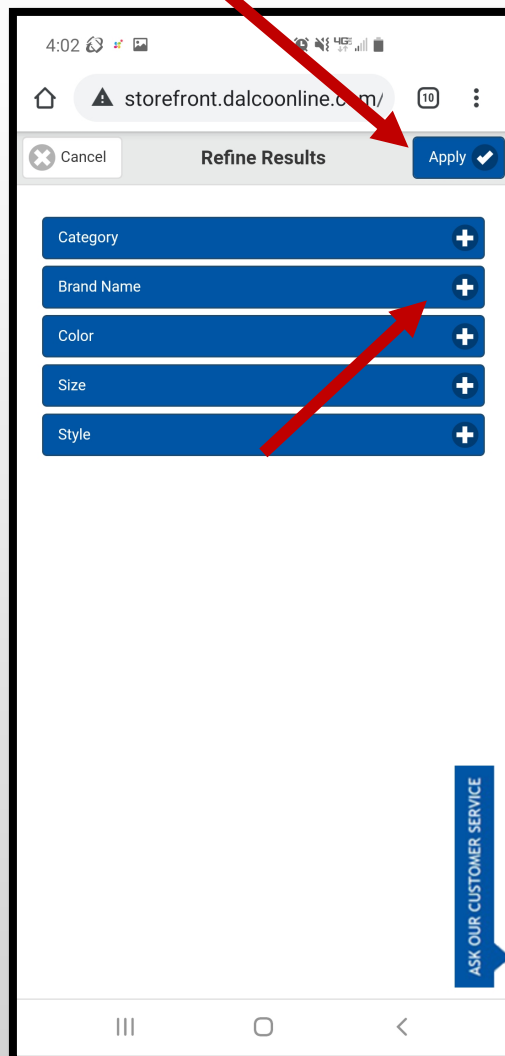 4:02 4G
storefront.dalcoonline.com/ 10
Cancel Refine Results Apply
Category
Brand Name
Color
Size
Style
ASK OUR CUSTOMER SERVICE